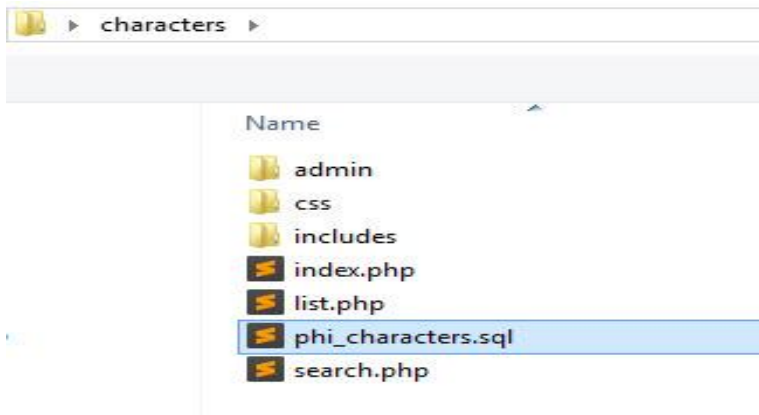 characters
Name
admin
css
includes
index.php
list.php
phi_characters.sql
search.php